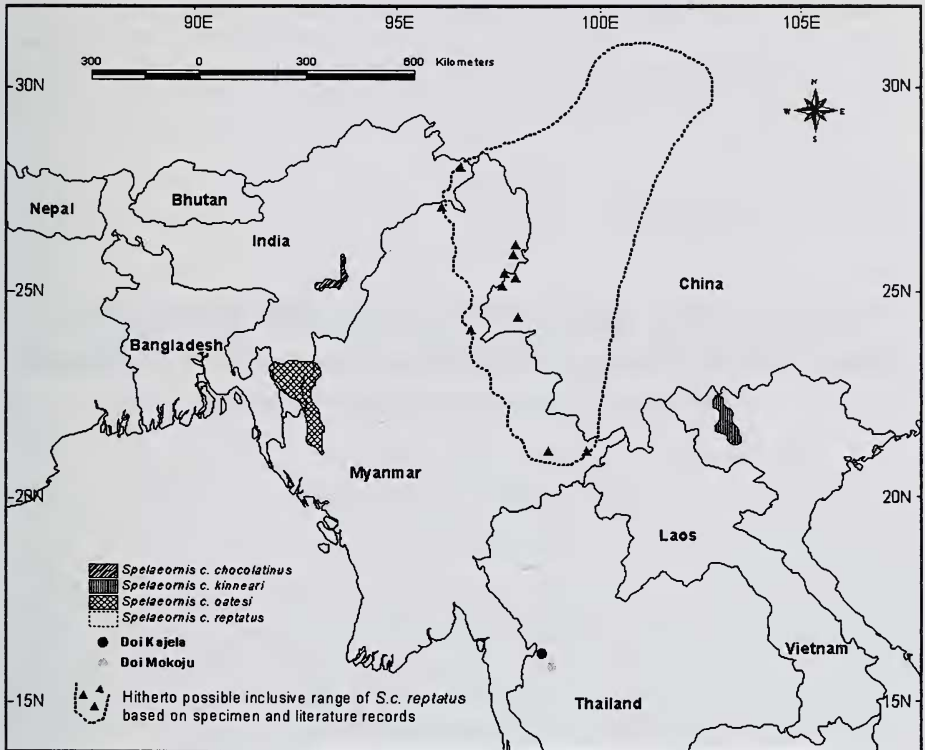 90E 95E 100E 105E
300 0 300 600 Kilometers
N
W E
S
30N 30N
Nepal Bhutan
India
China
25N 25N
Bangladesh
Myanmar
20N 20N
Laos
Spelaeornis c. chocolatinus
Spelaeornis c. kinneari
Spelaeornis c. oatesi
Spelaeornis c. reptatus
Doi Kajela
Doi Mokoju
Vietnam
Hitherto possible inclusive range of S.c. reptatus
based on specimen and literature records
15N 15N
Thailand